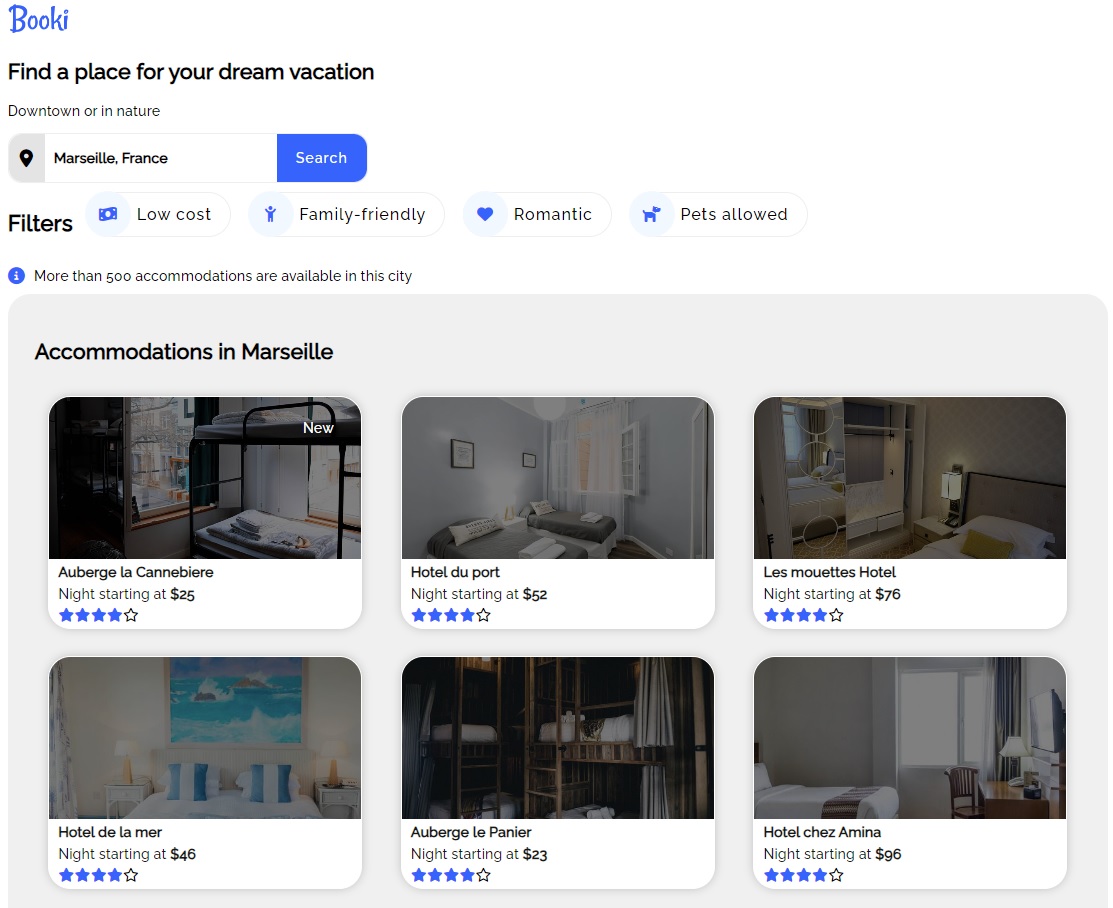 Booki
Find a place for your dream vacation
Downtown or in nature
Marseille, France
Search
Filters
Low cost
Family-friendly
Romantic
Pets allowed
More than 500 accommodations are available in this city
Accommodations in Marseille
New
Auberge la Cannebiere
Night starting at $25
Hotel du port
Night starting at $52
Les mouettes Hotel
Night starting at $76
Hotel de la mer
Night starting at $46
Auberge le Panier
Night starting at $23
Hotel chez Amina
Night starting at $96